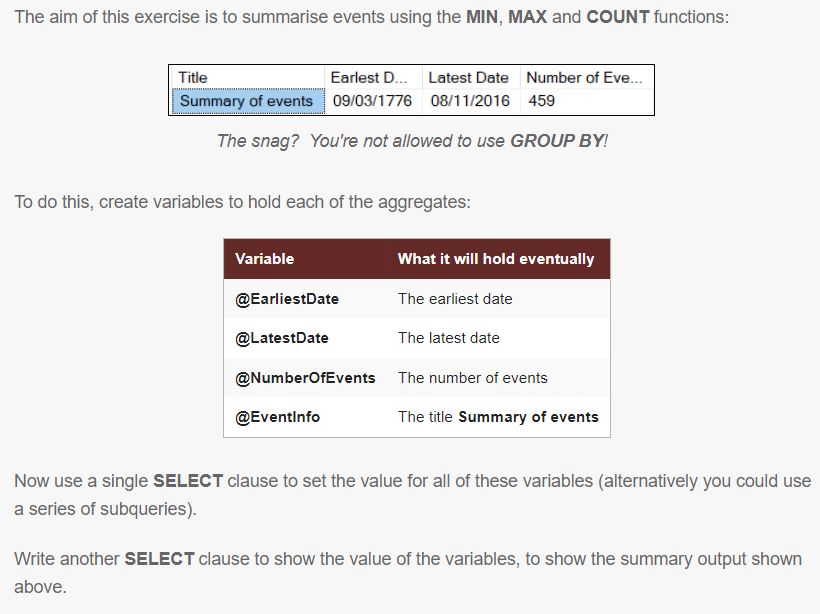 The aim of this exercise is to summarise events using the MIN, MAX and COUNT functions:
Title Earlest D... Latest Date Number of Eve...
Summary of events 09/03/1776 08/11/2016 459
The snag? You're not allowed to use GROUP BY!
To do this, create variables to hold each of the aggregates:
Variable What it will hold eventually
@EarliestDate The earliest date
@LatestDate The latest date
@NumberOfEvents The number of events
@EventInfo The title Summary of events
Now use a single SELECT clause to set the value for all of these variables (alternatively you could use
a series of subqueries).
Write another SELECT clause to show the value of the variables, to show the summary output shown
above.